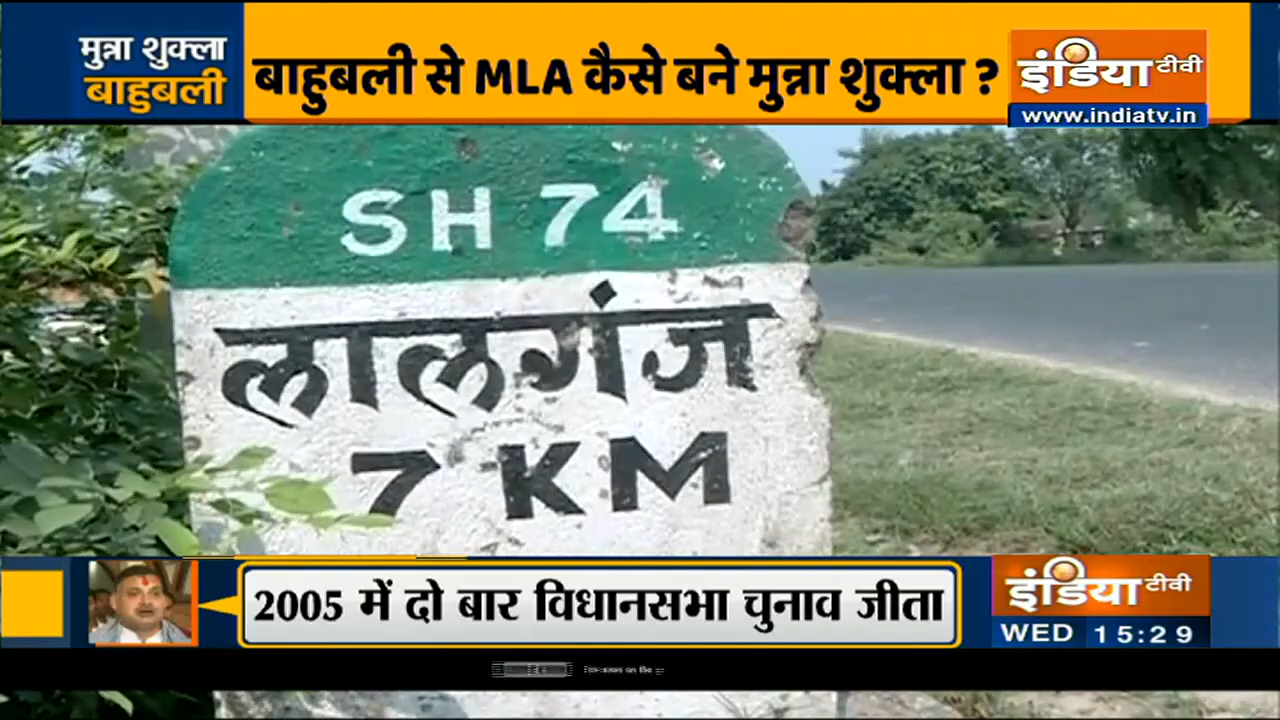 मुन्ना शुक्ला
बाहुबली
बाहुबली से MLA कैसे बने मुन्ना शुक्ला ?
इंडिया टीवी
www.indiatv.in
SH 74
लालगंज
7 KM
2005 में दो बार विधानसभा चुनाव जीता
इंडिया टीवी
WED 15:29